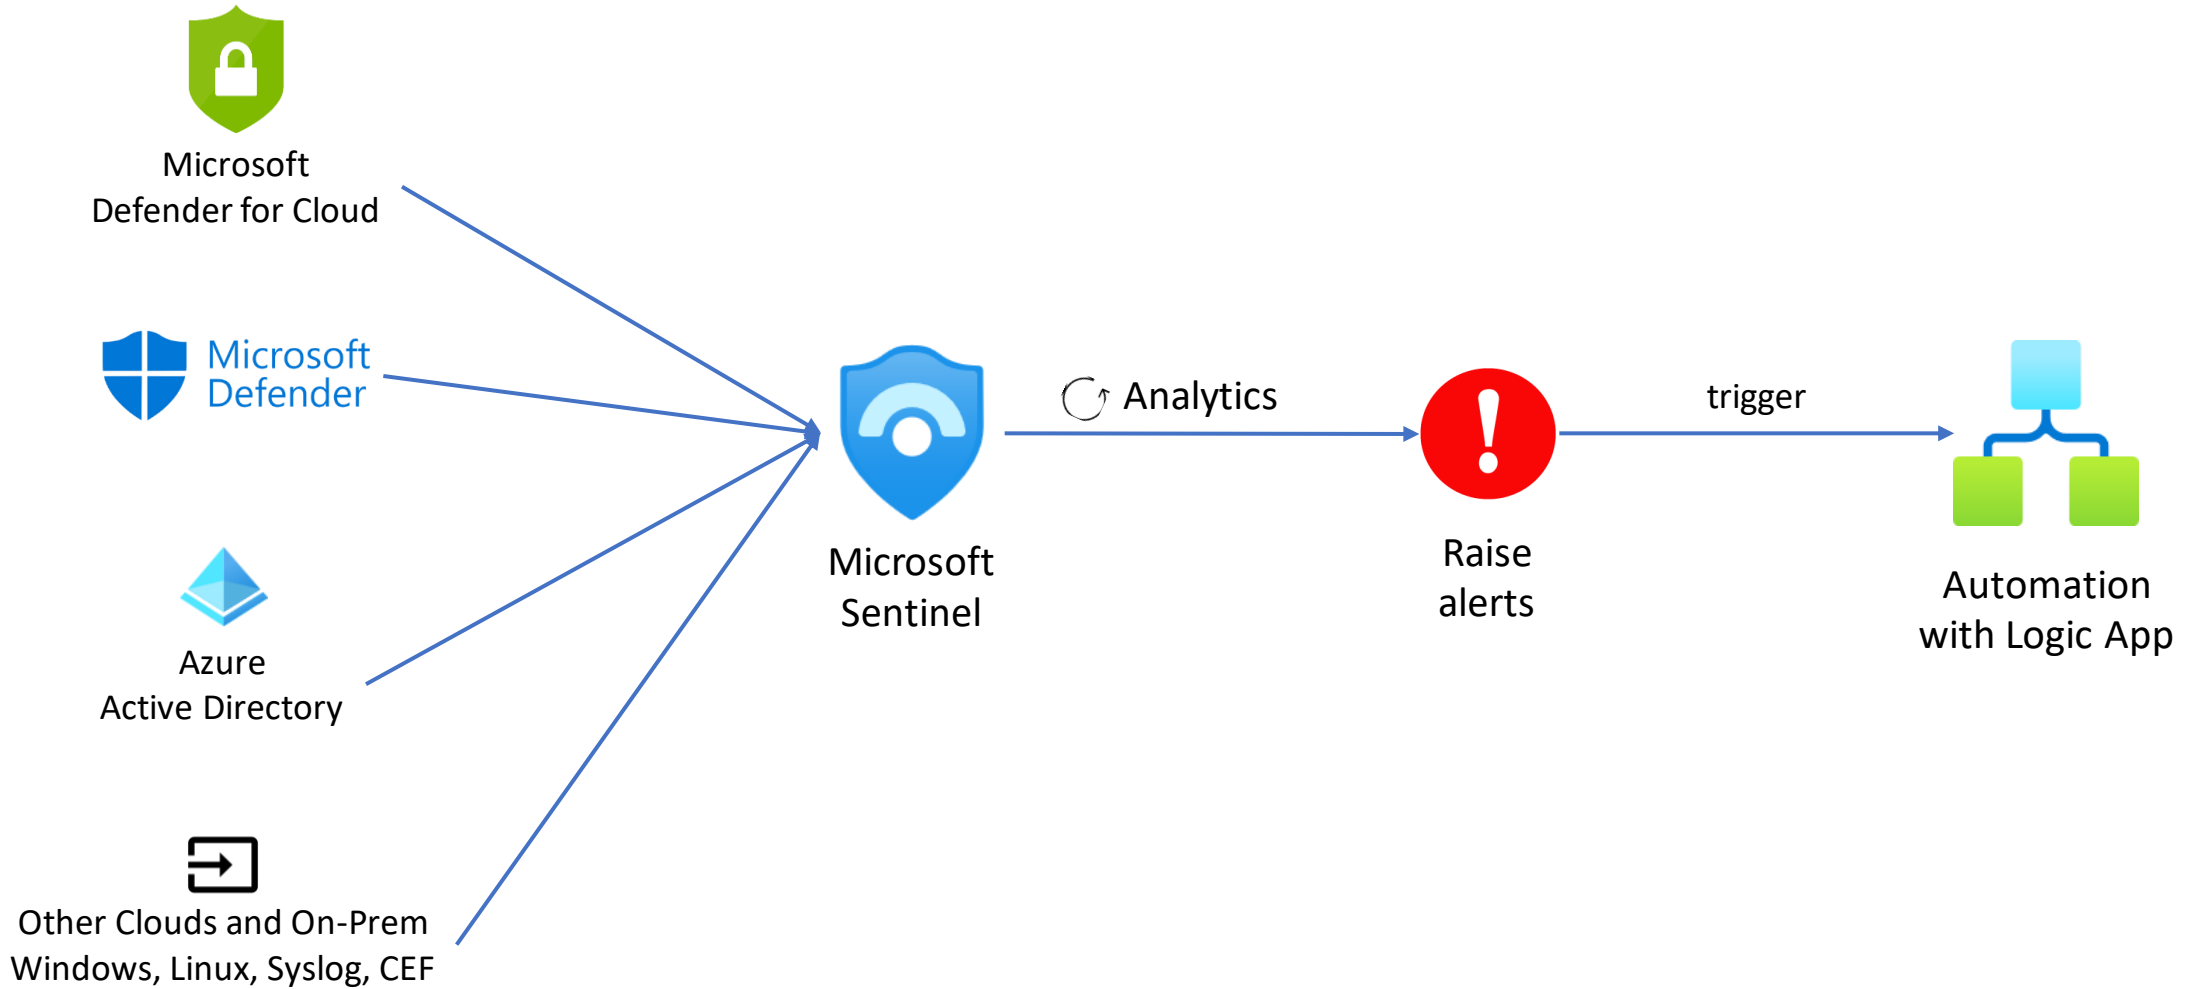 Microsoft
Defender for Cloud
Microsoft
Defender
Azure
Active Directory
Other Clouds and On-Prem
Windows, Linux, Syslog, CEF
Microsoft
Sentinel
Analytics
Raise
alerts
trigger
Automation
with Logic App